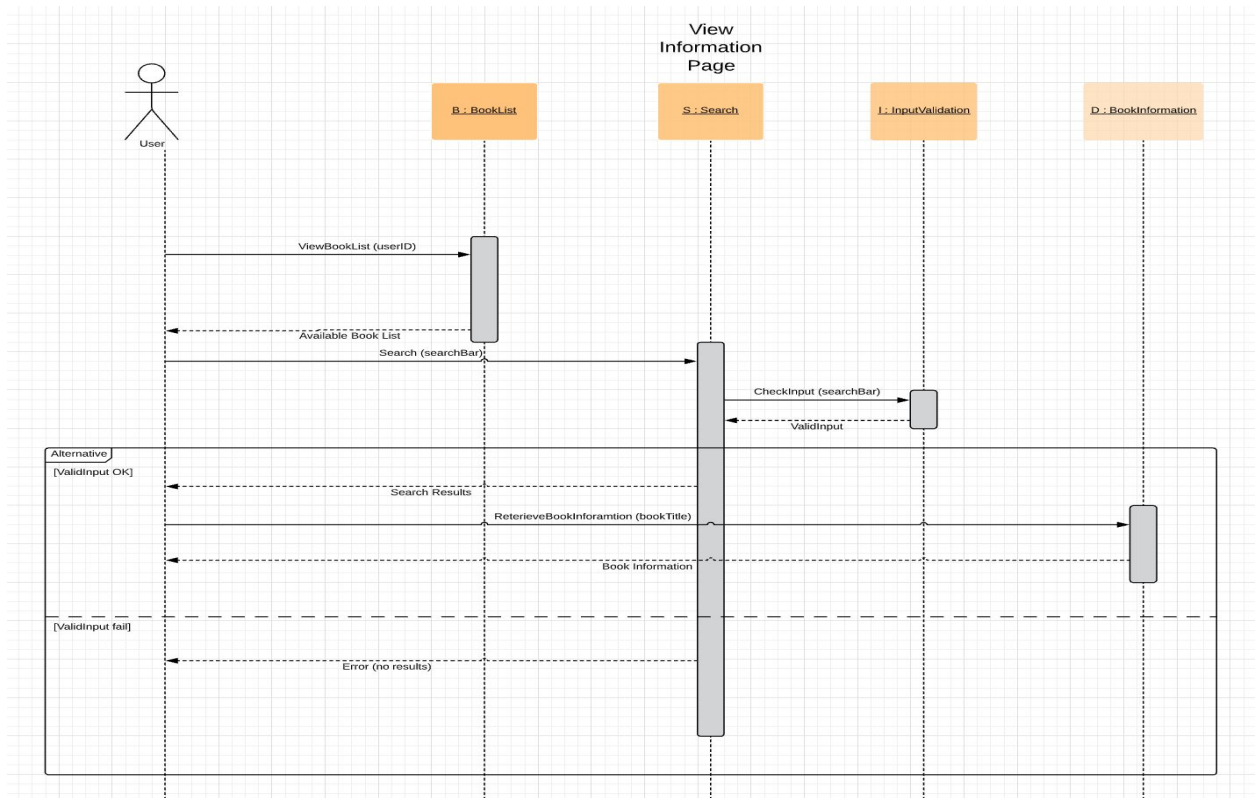 View
Information
Page
User
B : BookList
S : Search
I : InputValidation
D : BookInformation
ViewBookList (userID)
Available Book List
Search (searchBar)
CheckInput (searchBar)
ValidInput
Alternative
[ValidInput OK]
Search Results
ReterieveBookInforamtion (bookTitle)
Book Information
[ValidInput fail]
Error (no results)